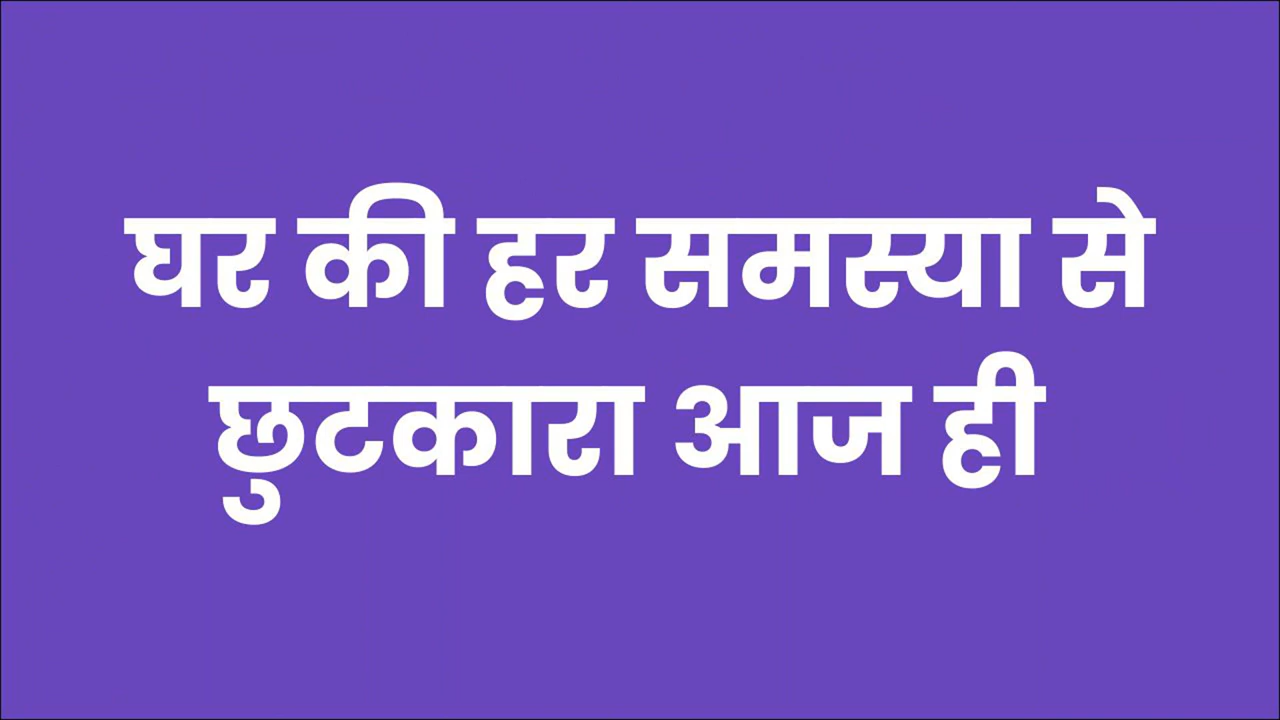 घर की हर समस्या से
छुटकारा आज ही